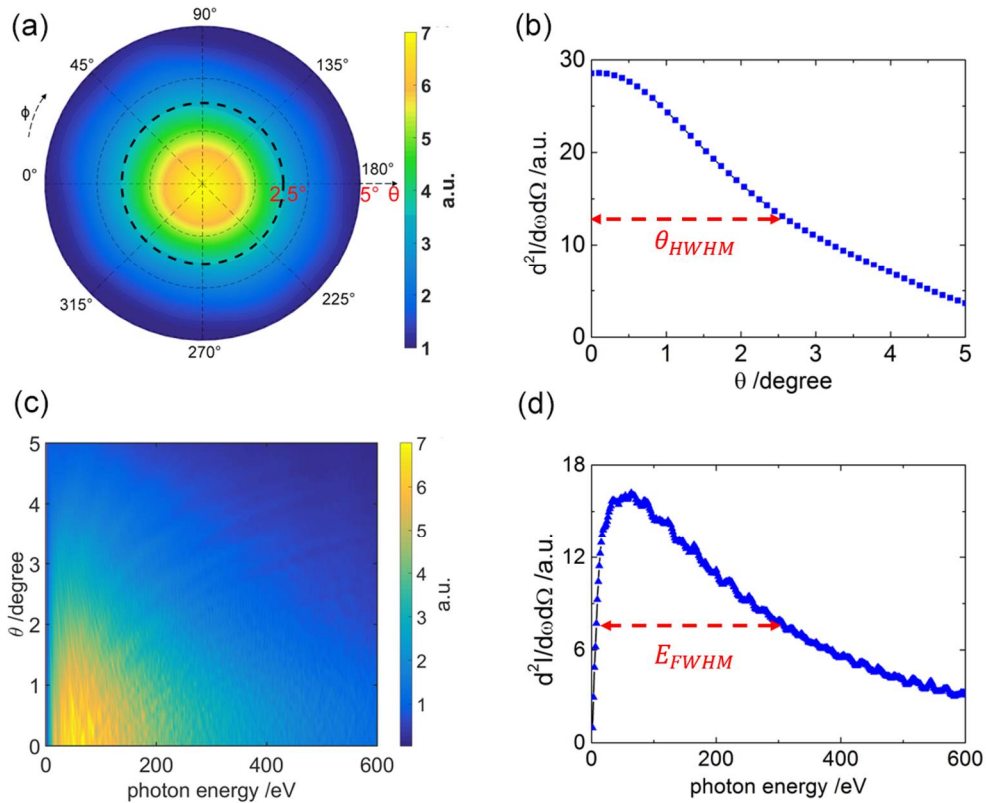 (a)
90°
45°
135°
ϕ
0°
180°
2.5°
5° θ
315°
225°
270°
7
6
5
4
3
2
1
a.u.
(b)
30
20
10
0
d²I/dωdΩ /a.u.
θ_HWHM
0 1 2 3 4 5
θ /degree
(c)
5
4
3
2
1
0
θ /degree
0 200 400 600
photon energy /eV
7
6
5
4
3
2
1
a.u.
(d)
18
12
6
0
d²I/dωdΩ /a.u.
E_FWHM
0 200 400 600
photon energy /eV